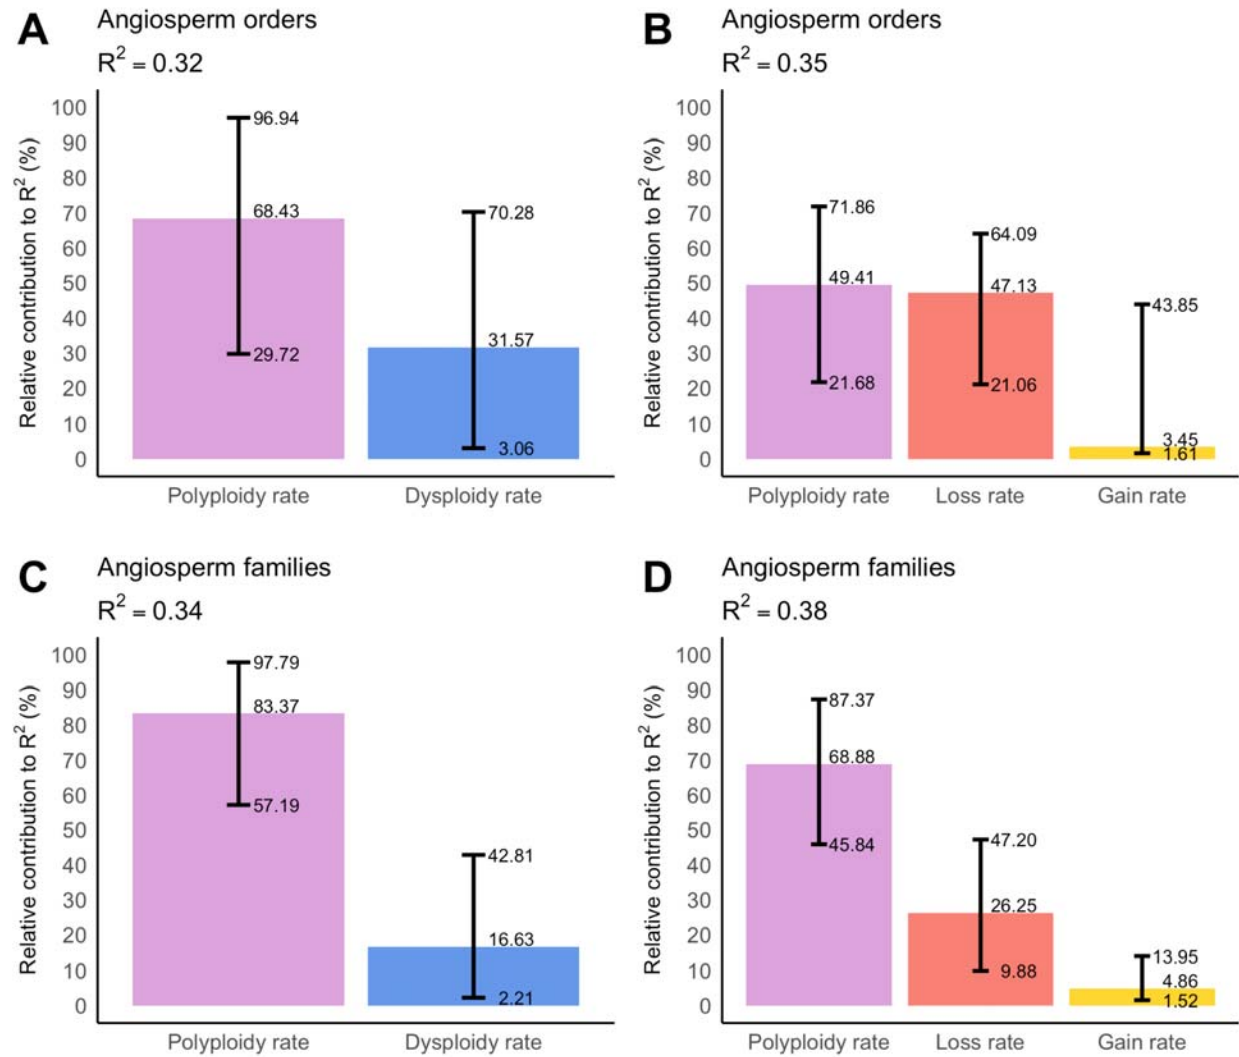 A
Angiosperm orders
R² = 0.32
Relative contribution to R² (%)
100
90
80
70
60
50
40
30
20
10
0
96.94
68.43
29.72
70.28
31.57
3.06
Polyploidy rate
Dysploidy rate
B
Angiosperm orders
R² = 0.35
Relative contribution to R² (%)
100
90
80
70
60
50
40
30
20
10
0
71.86
49.41
21.68
64.09
47.13
21.06
43.85
3.45
1.61
Polyploidy rate
Loss rate
Gain rate
C
Angiosperm families
R² = 0.34
Relative contribution to R² (%)
100
90
80
70
60
50
40
30
20
10
0
97.79
83.37
57.19
42.81
16.63
2.21
Polyploidy rate
Dysploidy rate
D
Angiosperm families
R² = 0.38
Relative contribution to R² (%)
100
90
80
70
60
50
40
30
20
10
0
87.37
68.88
45.84
47.20
26.25
9.88
13.95
4.86
1.52
Polyploidy rate
Loss rate
Gain rate